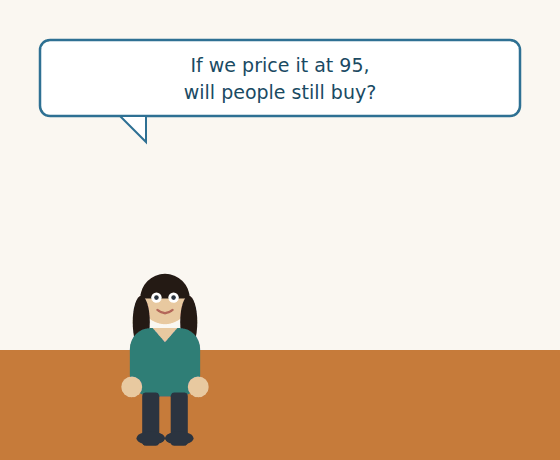 If we price it at 95,
will people still buy?